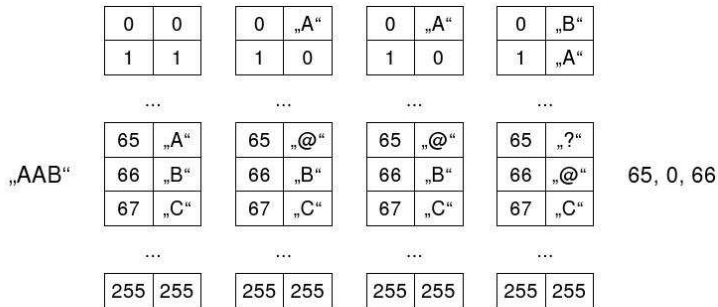 0 0 0 „A“ 0 „A“ 0 „B“
1 1 1 0 1 0 1 „A“
... ... ... ...
65 „A“ 65 „@“ 65 „@“ 65 „?“
„AAB“ 66 „B“ 66 „B“ 66 „B“ 66 „@“ 65, 0, 66
67 „C“ 67 „C“ 67 „C“ 67 „C“
... ... ... ...
255 255 255 255 255 255 255 255